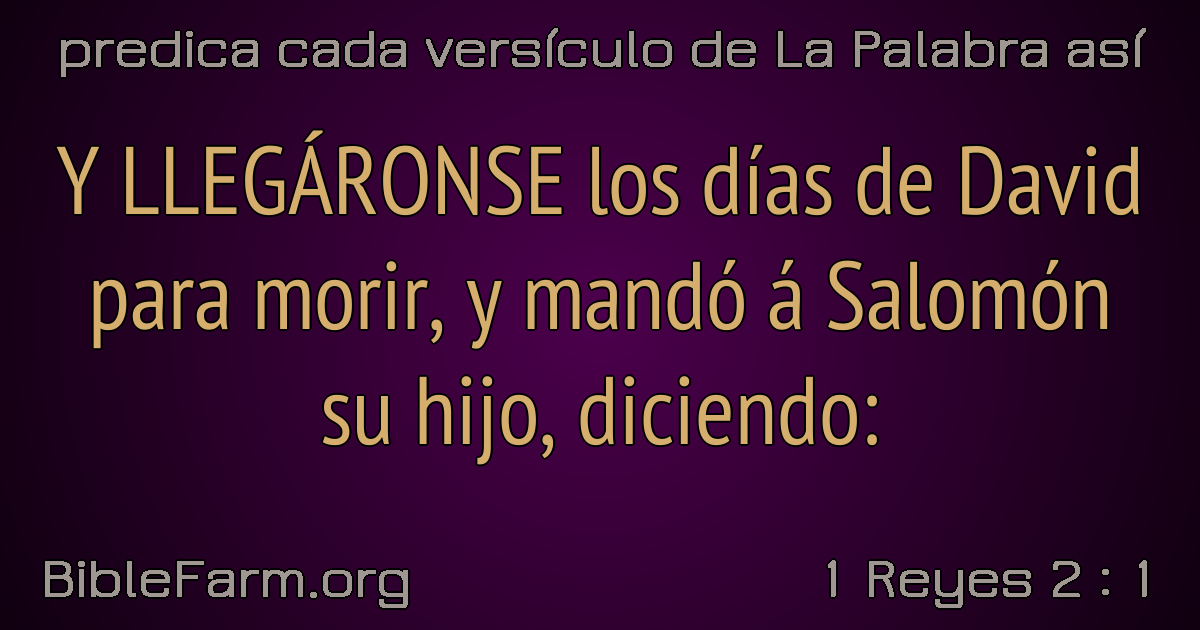 predica cada versículo de La Palabra así
Y LLEGÁRONSE los días de David
para morir, y mandó á Salomón
su hijo, diciendo:
BibleFarm.org
1 Reyes 2 : 1